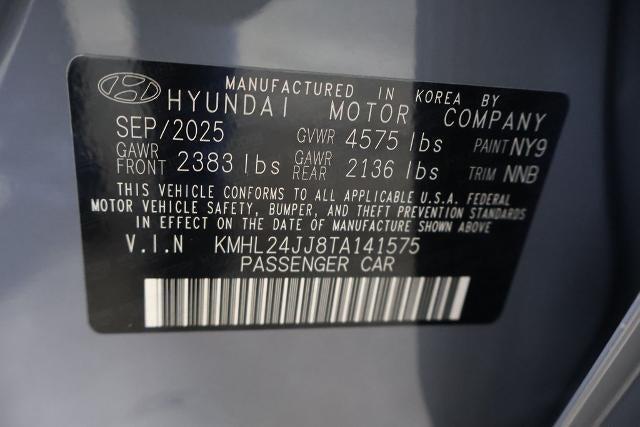 MANUFACTURED IN KOREA BY
HYUNDAI MOTOR COMPANY
SEP/2025 GVWR 4575 lbs PAINT NY9
GAWR FRONT 2383 lbs GAWR REAR 2136 lbs TRIM NNB
THIS VEHICLE CONFORMS TO ALL APPLICABLE U.S.A. FEDERAL
MOTOR VEHICLE SAFETY, BUMPER, AND THEFT PREVENTION STANDARDS
IN EFFECT ON THE DATE OF MANUFACTURE SHOWN ABOVE.
V.I.N KMHL24JJ8TA141575
PASSENGER CAR